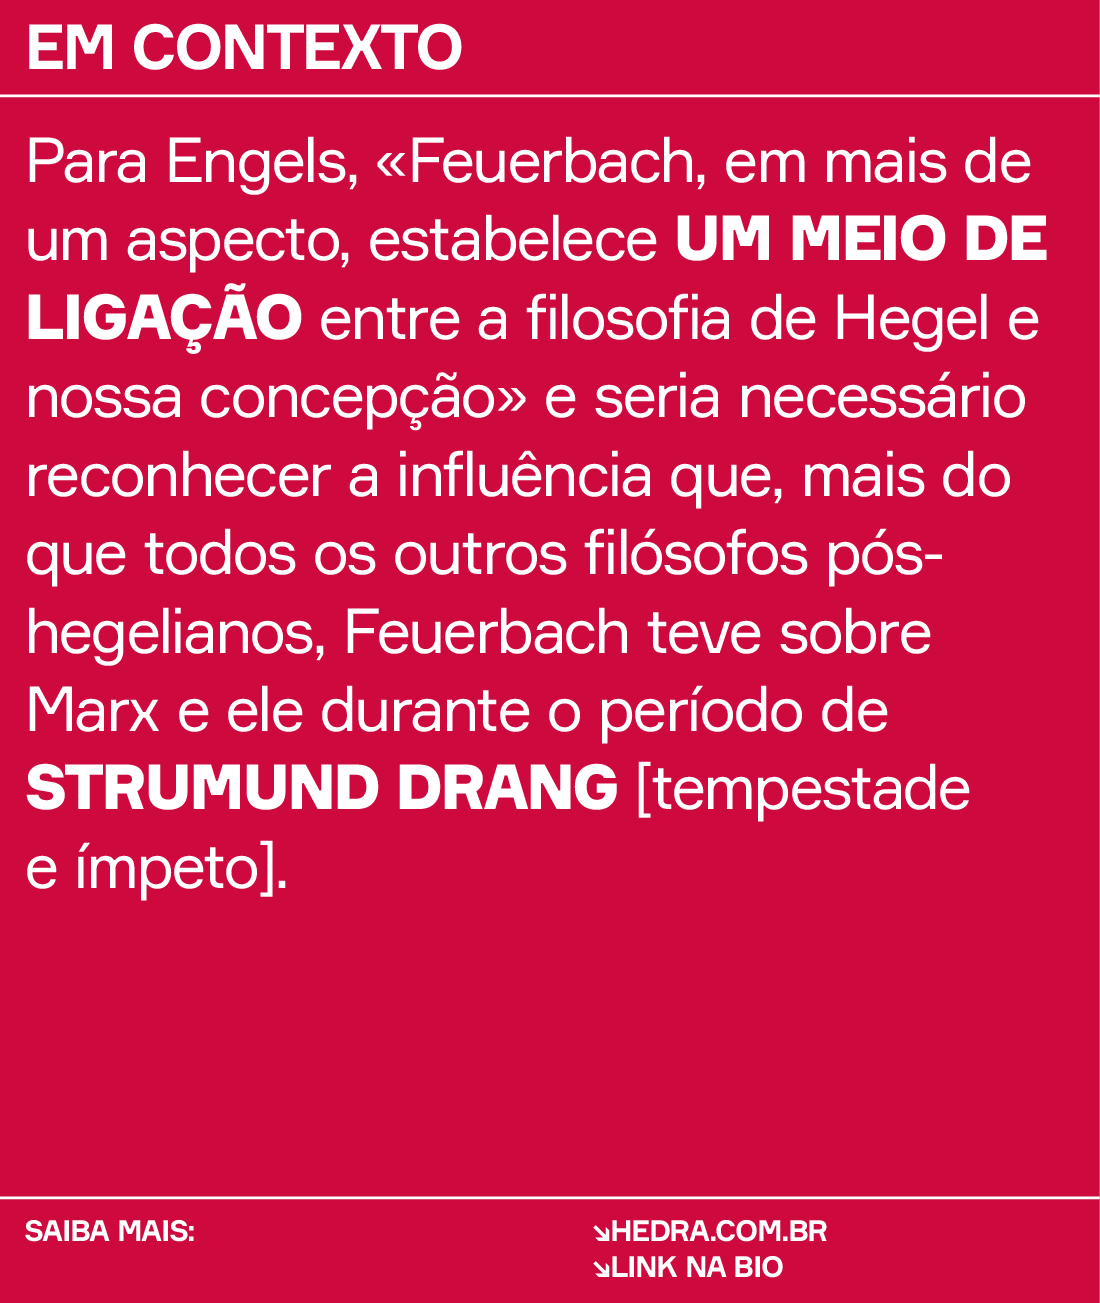 EM CONTEXTO
Para Engels, «Feuerbach, em mais de
um aspecto, estabelece UM MEIO DE
LIGAÇÃO entre a filosofia de Hegel e
nossa concepção» e seria necessário
reconhecer a influência que, mais do
que todos os outros filósofos pós-
hegelianos, Feuerbach teve sobre
Marx e ele durante o período de
STRUMUND DRANG [tempestade
e ímpeto].
SAIBA MAIS:
↘HEDRA.COM.BR
↘LINK NA BIO